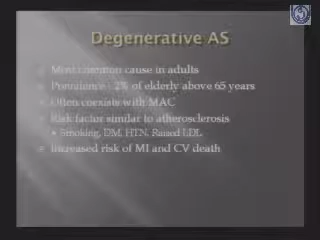 Degenerative AS
Most common cause in adults
Prevalence : 2% of elderly above 65 years
Often coexists with MAC
Risk factor similar to atherosclerosis
Smoking, DM, HTN, Raised LDL
Increased risk of MI and CV death